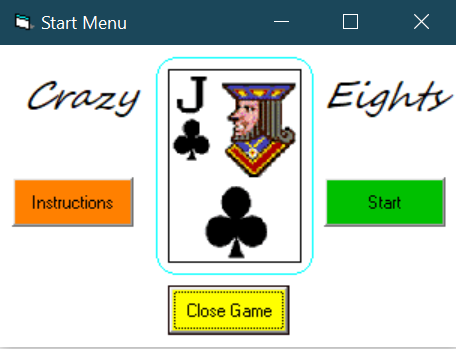 Start Menu
Crazy
Eights
J
Instructions
Start
Close Game